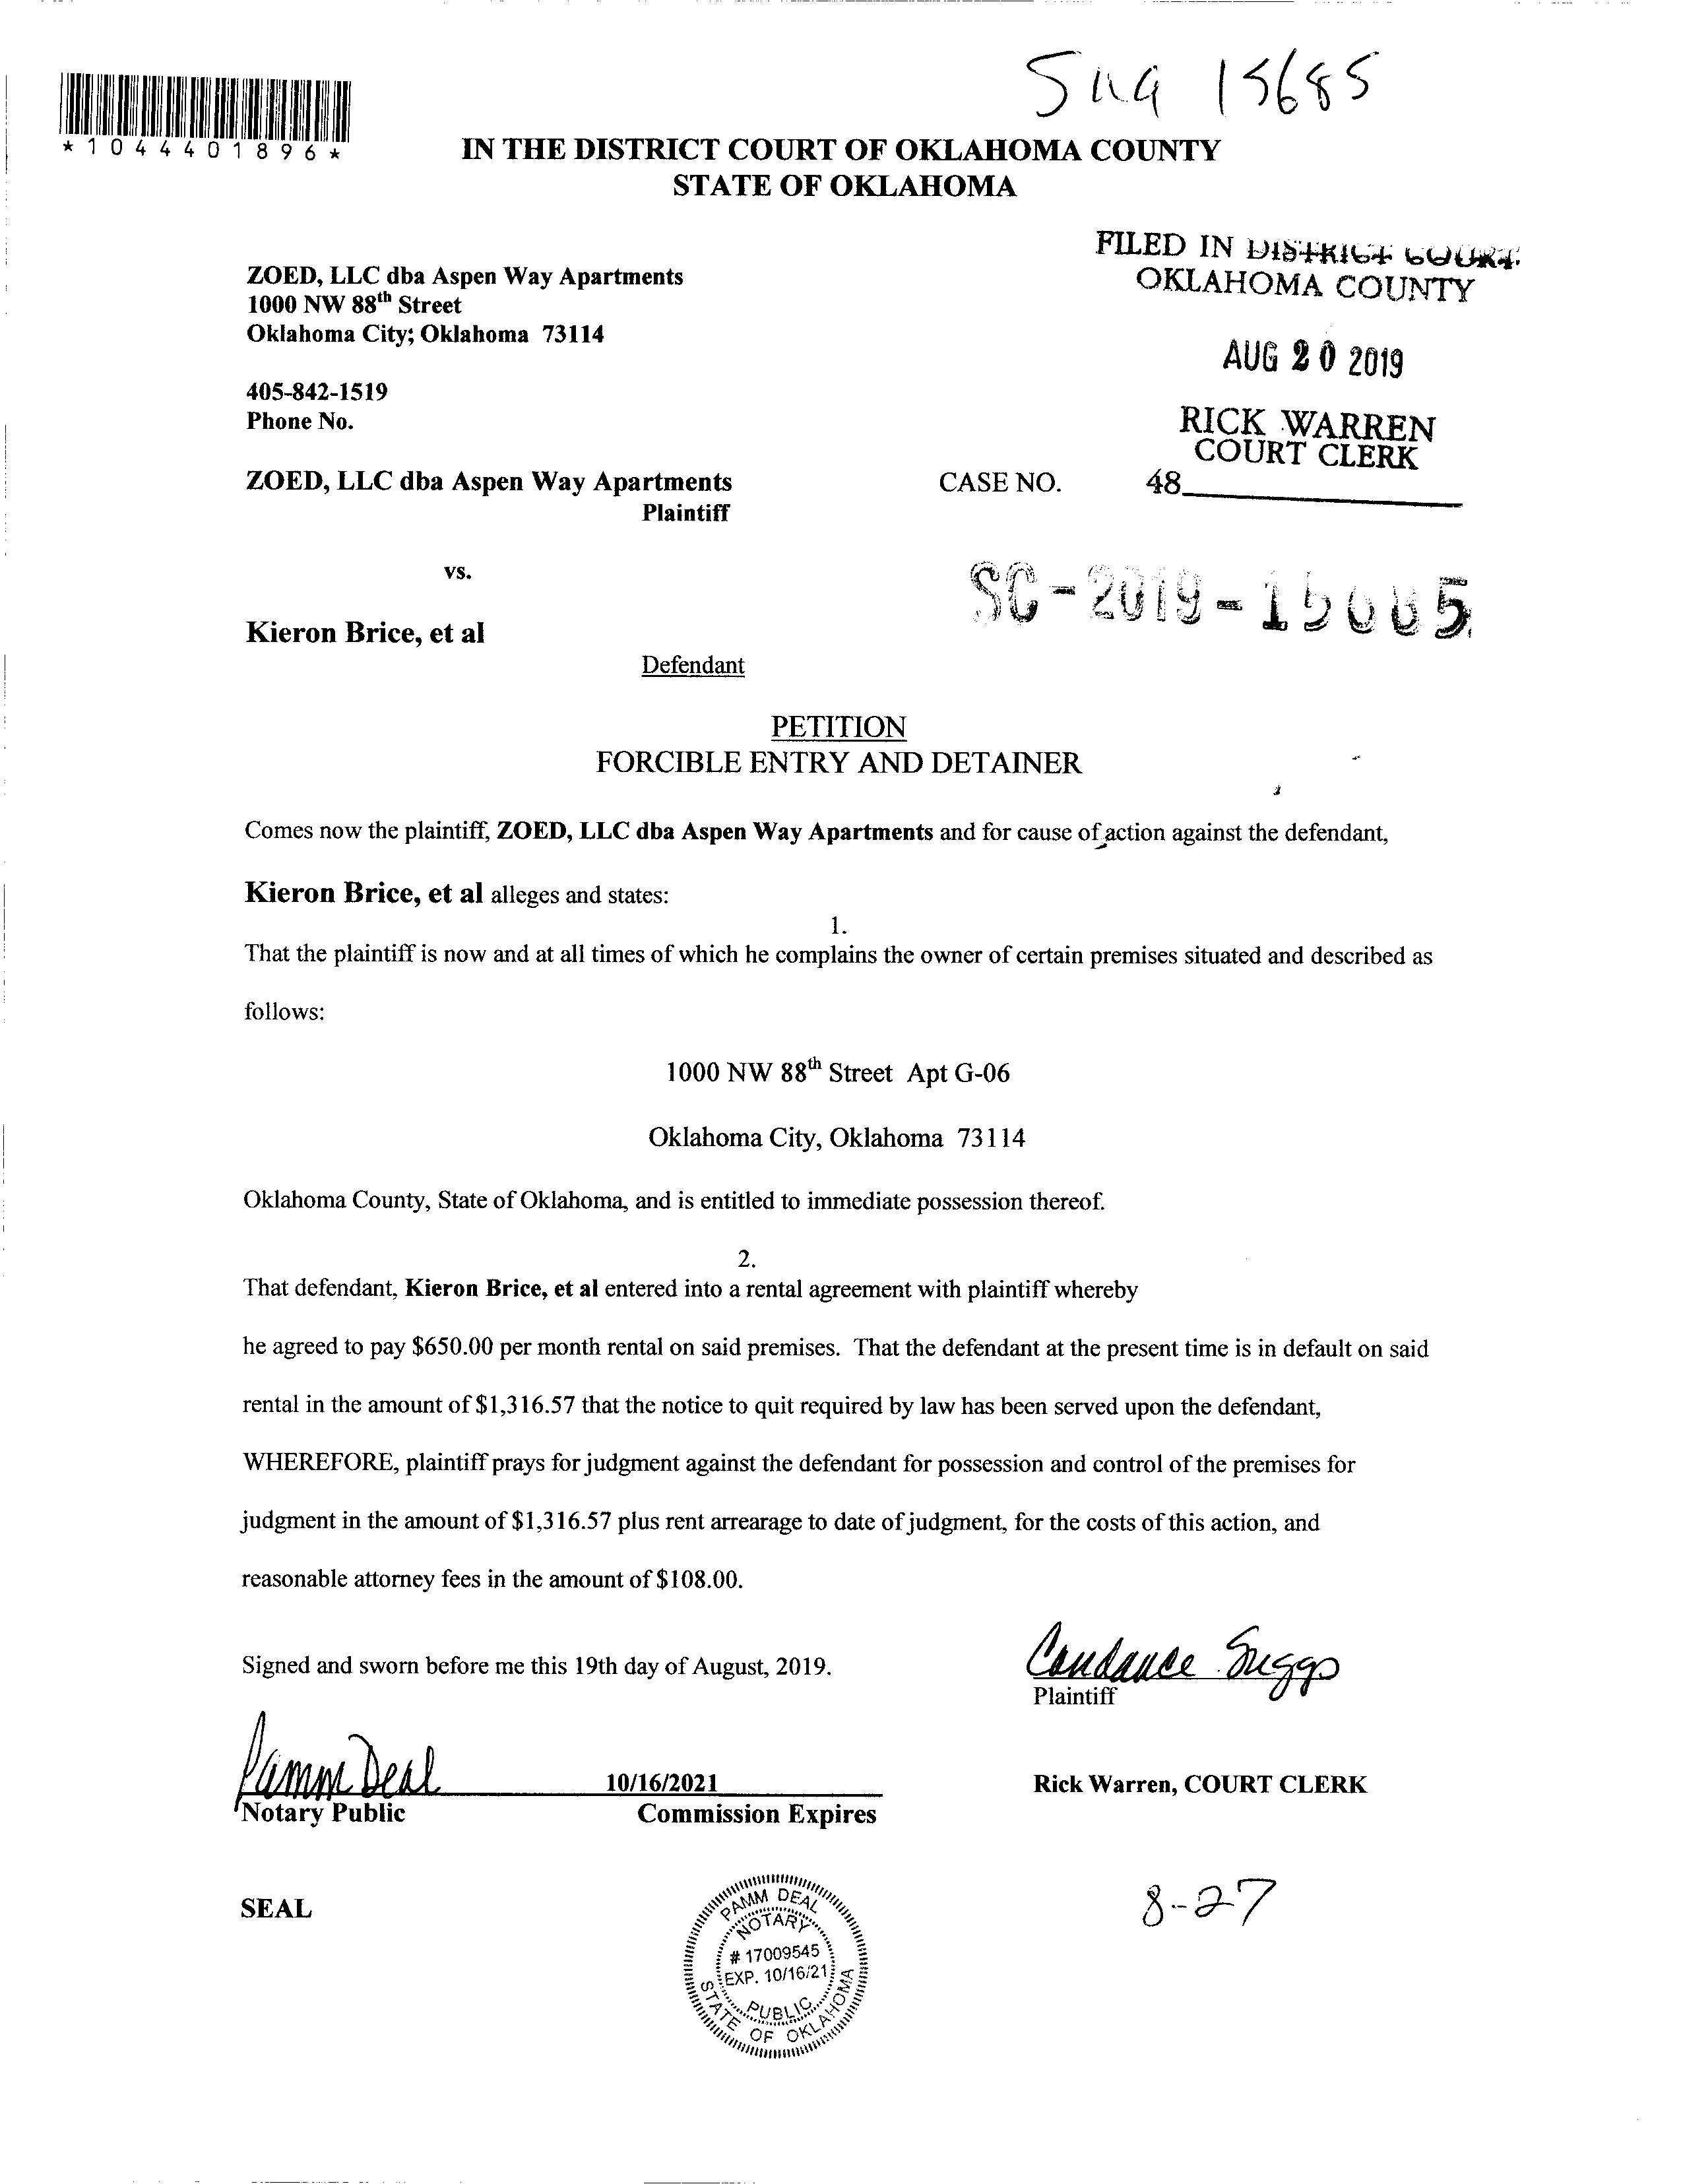 15685
*1044401896*
IN THE DISTRICT COURT OF OKLAHOMA COUNTY
STATE OF OKLAHOMA
FILED IN DISTRICT COURT
OKLAHOMA COUNTY
ZOED, LLC dba Aspen Way Apartments
1000 NW 88th Street
Oklahoma City; Oklahoma 73114
AUG 20 2019
405-842-1519
Phone No.
RICK WARREN
COURT CLERK
ZOED, LLC dba Aspen Way Apartments
CASE NO. 48
Plaintiff
vs.
SC-2019-15685
Kieron Brice, et al
Defendant
PETITION
FORCIBLE ENTRY AND DETAINER
Comes now the plaintiff, ZOED, LLC dba Aspen Way Apartments and for cause of action against the defendant,
Kieron Brice, et al alleges and states:
1.
That the plaintiff is now and at all times of which he complains the owner of certain premises situated and described as
follows:
1000 NW 88th Street Apt G-06
Oklahoma City, Oklahoma 73114
Oklahoma County, State of Oklahoma, and is entitled to immediate possession thereof.
2.
That defendant, Kieron Brice, et al entered into a rental agreement with plaintiff whereby
he agreed to pay $650.00 per month rental on said premises. That the defendant at the present time is in default on said
rental in the amount of $1,316.57 that the notice to quit required by law has been served upon the defendant,
WHEREFORE, plaintiff prays for judgment against the defendant for possession and control of the premises for
judgment in the amount of $1,316.57 plus rent arrearage to date of judgment, for the costs of this action, and
reasonable attorney fees in the amount of $108.00.
Signed and sworn before me this 19th day of August, 2019.
Candance Suggs
Plaintiff
Pamm Deal
10/16/2021
Rick Warren, COURT CLERK
Notary Public
Commission Expires
SEAL
PAMM DEAL
NOTARY
# 17009545
EXP. 10/16/21
PUBLIC
STATE OF OKLAHOMA
8-27